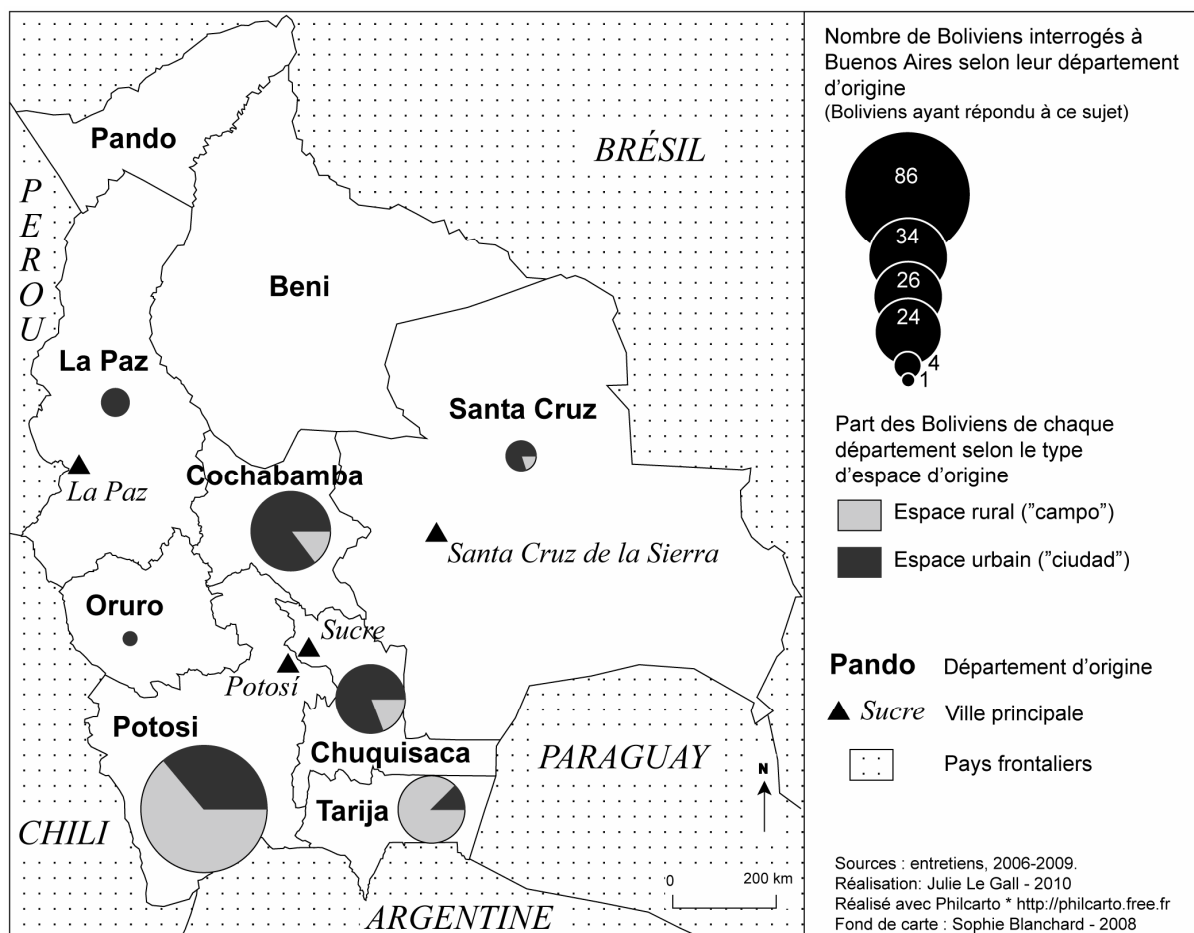 Pando
BRÉSIL
PEROU
Beni
La Paz
Santa Cruz
La Paz
Cochabamba
Santa Cruz de la Sierra
Oruro
Sucre
Potosí
Potosi
Chuquisaca
PARAGUAY
N
Tarija
CHILI
0 200 km
ARGENTINE
Nombre de Boliviens interrogés à
Buenos Aires selon leur département
d'origine
(Boliviens ayant répondu à ce sujet)
86
34
26
24
4
1
Part des Boliviens de chaque
département selon le type
d'espace d'origine
Espace rural ("campo")
Espace urbain ("ciudad")
Pando Département d'origine
Sucre Ville principale
Pays frontaliers
Sources : entretiens, 2006-2009.
Réalisation: Julie Le Gall - 2010
Réalisé avec Philcarto * http://philcarto.free.fr
Fond de carte : Sophie Blanchard - 2008